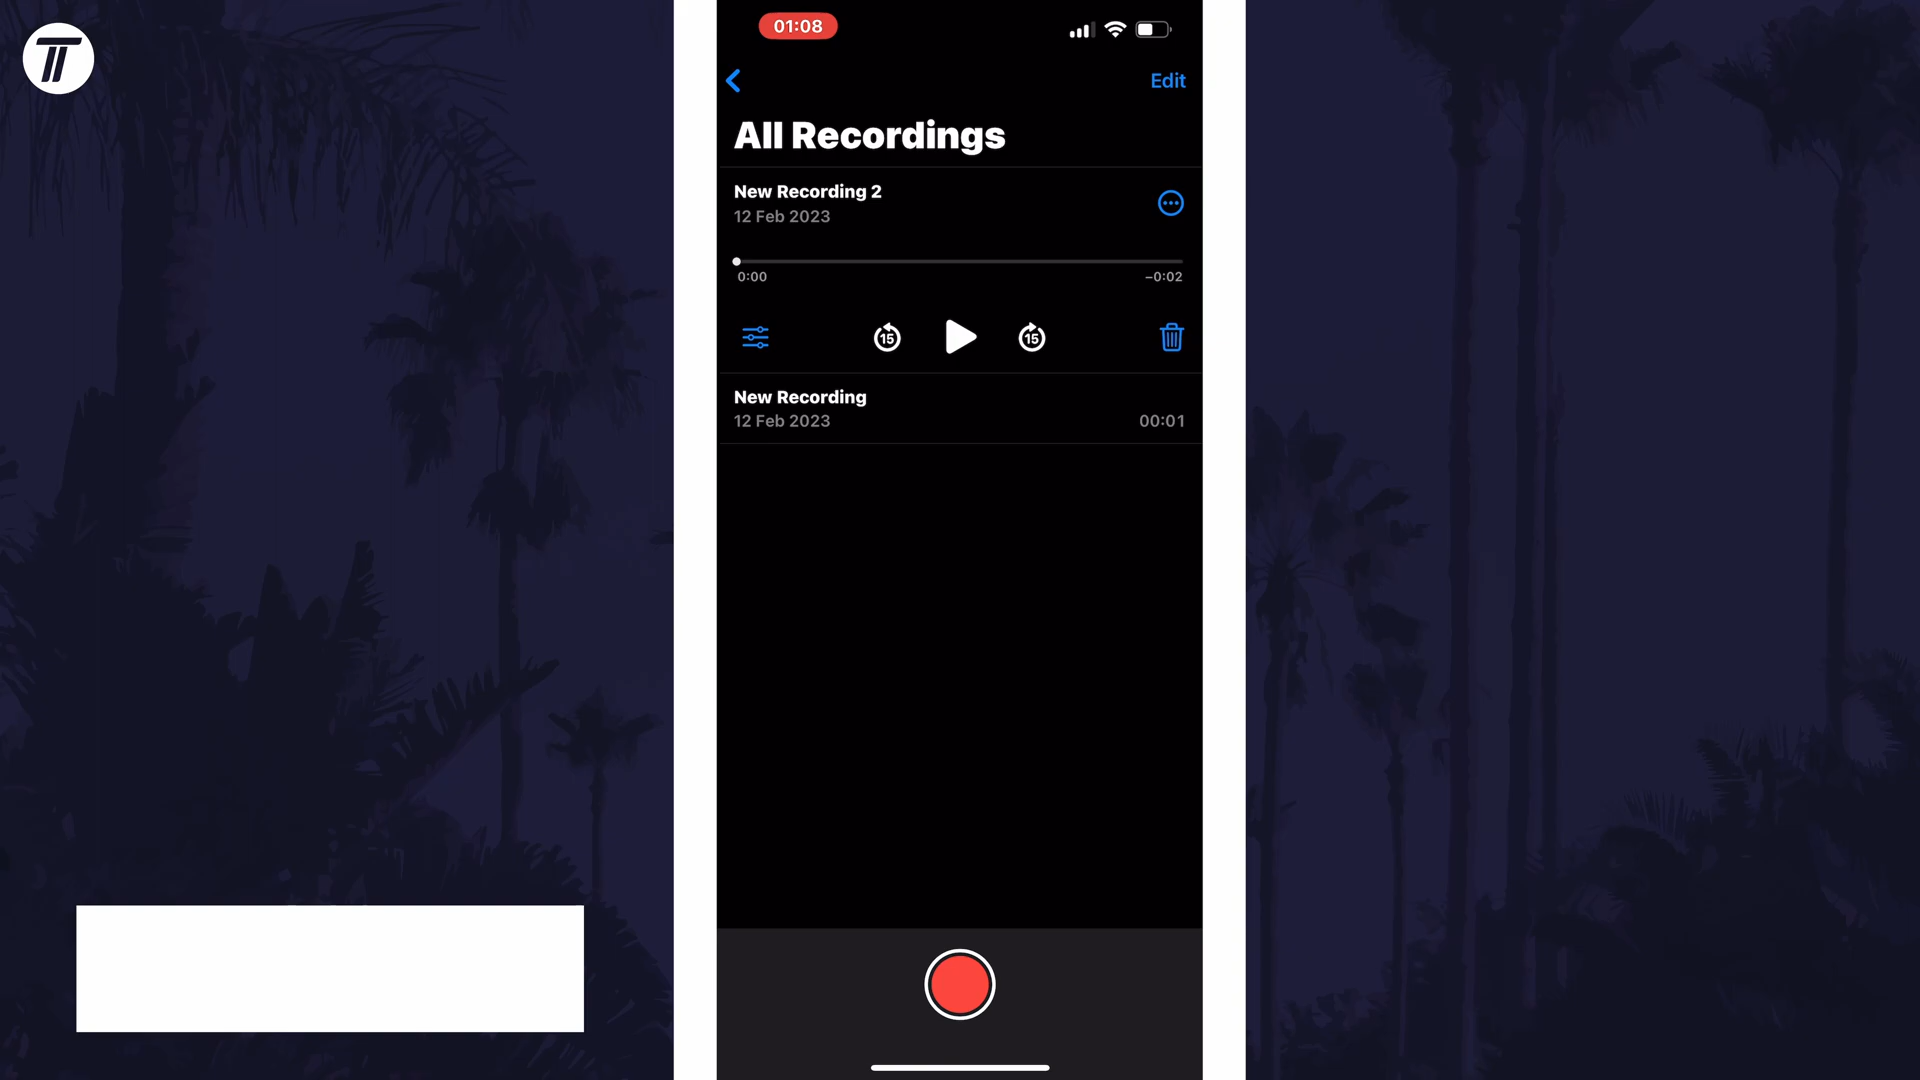 01:08
Edit
All Recordings
New Recording 2
12 Feb 2023
0:00
–0:02
15
15
New Recording
12 Feb 2023
00:01